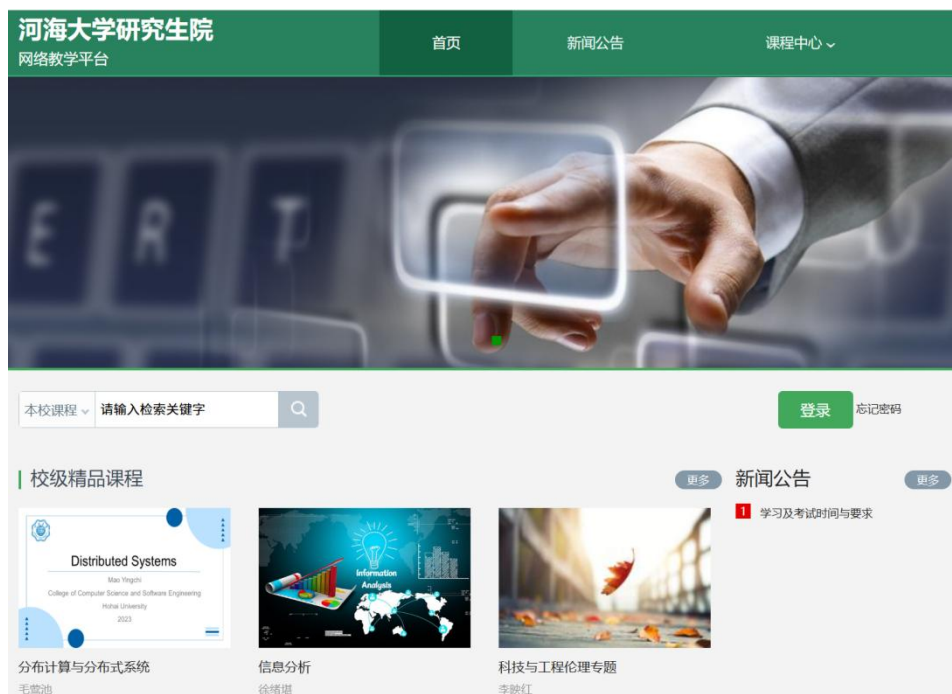 河海大学研究生院
网络教学平台
首页
新闻公告
课程中心
E R T
本校课程
请输入检索关键字
登录
忘记密码
校级精品课程
更多
Distributed Systems
Mao Yingchi
College of Computer Science and Software Engineering
Hohai University
2023
分布计算与分布式系统
毛莺池
Information
Analysis
信息分析
徐绪堪
科技与工程伦理专题
李映红
新闻公告
更多
1 学习及考试时间与要求